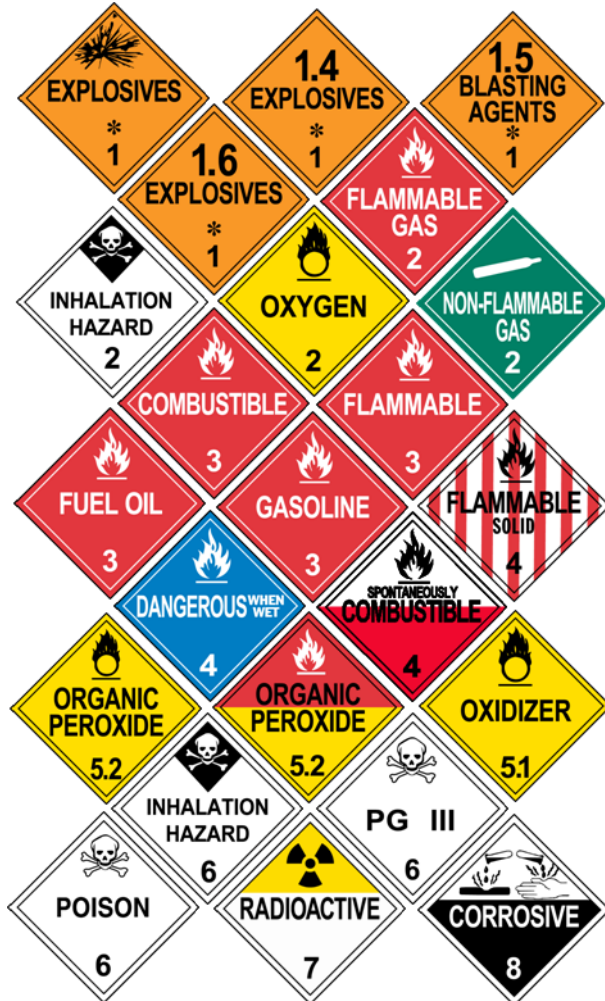 EXPLOSIVES
*
1
1.4
EXPLOSIVES
*
1
1.5
BLASTING
AGENTS
*
1
1.6
EXPLOSIVES
*
1
FLAMMABLE
GAS
2
INHALATION
HAZARD
2
OXYGEN
2
NON-FLAMMABLE
GAS
2
COMBUSTIBLE
3
FLAMMABLE
3
FUEL OIL
3
GASOLINE
3
FLAMMABLE
SOLID
4
DANGEROUS WHEN
WET
4
SPONTANEOUSLY
COMBUSTIBLE
4
ORGANIC
PEROXIDE
5.2
ORGANIC
PEROXIDE
5.2
OXIDIZER
5.1
INHALATION
HAZARD
6
PG III
6
POISON
6
RADIOACTIVE
7
CORROSIVE
8